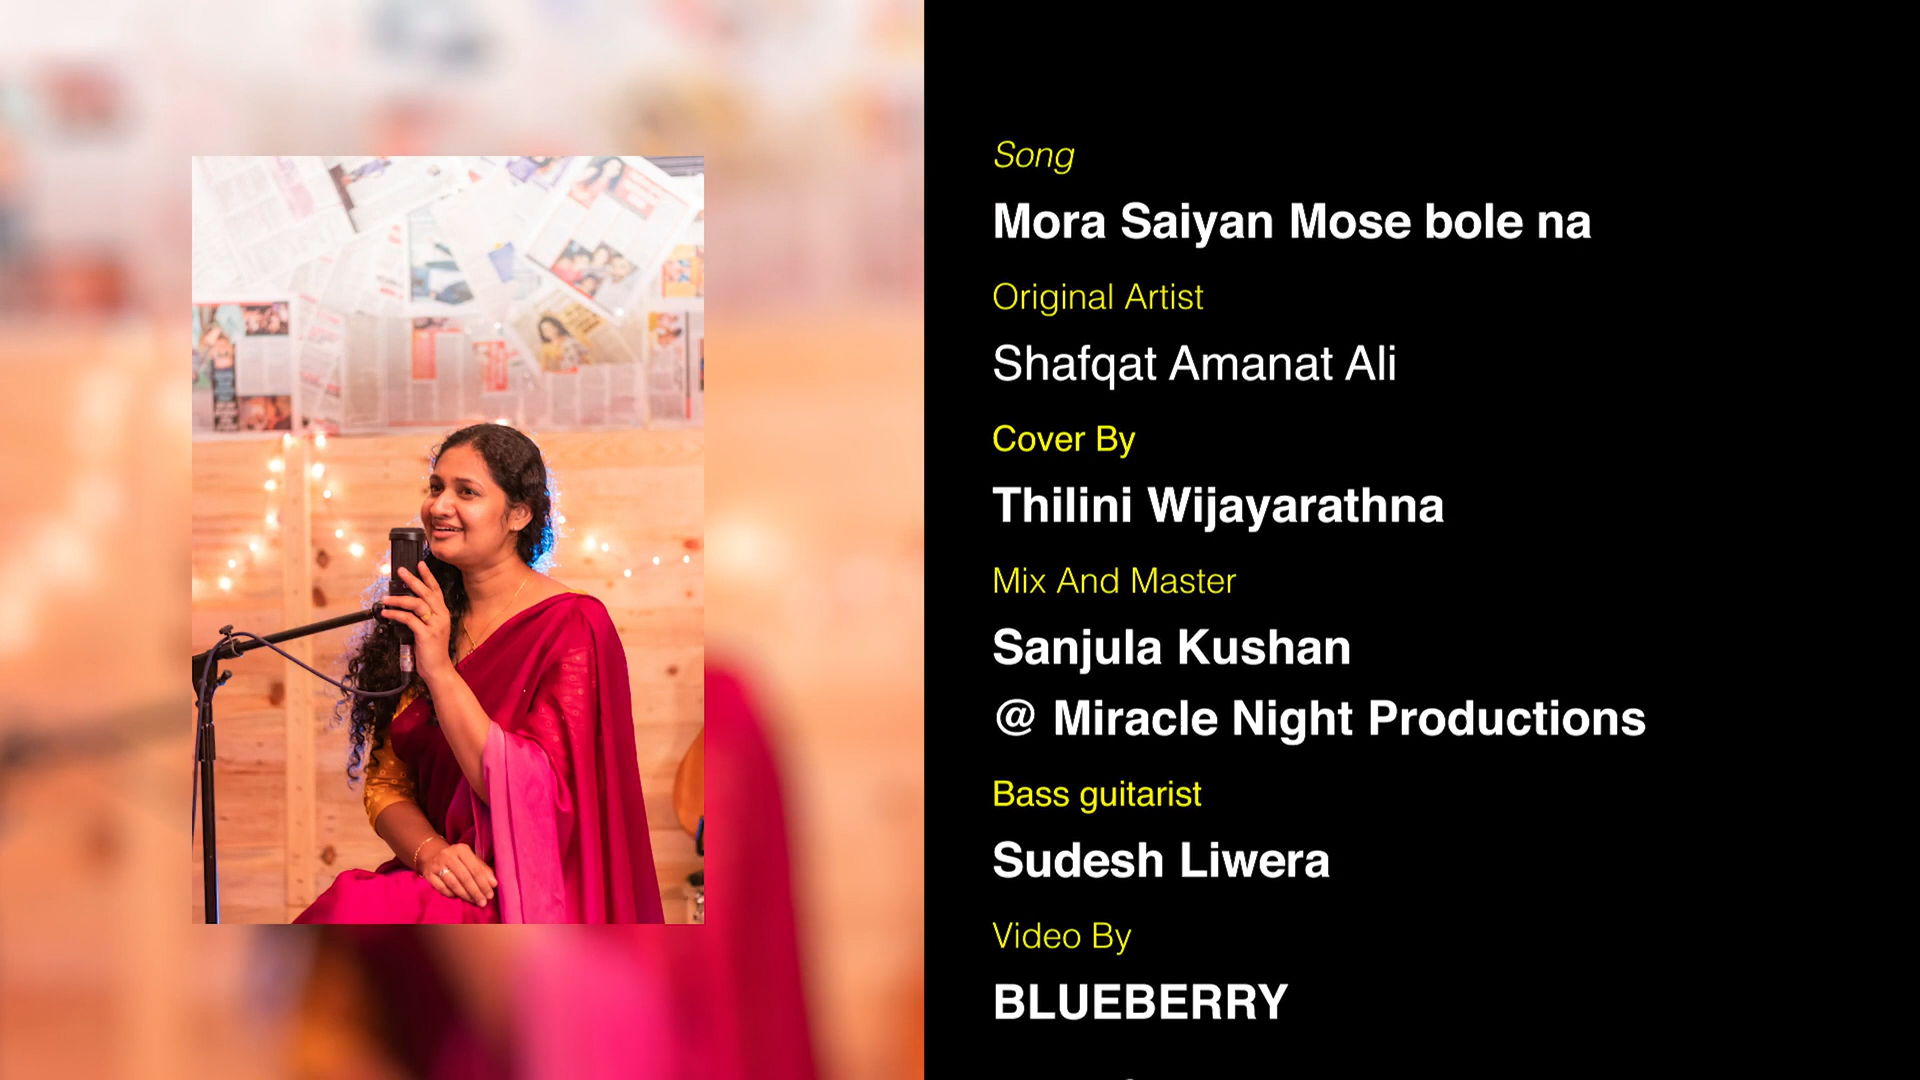 Song
Mora Saiyan Mose bole na
Original Artist
Shafqat Amanat Ali
Cover By
Thilini Wijayarathna
Mix And Master
Sanjula Kushan
@ Miracle Night Productions
Bass guitarist
Sudesh Liwera
Video By
BLUEBERRY